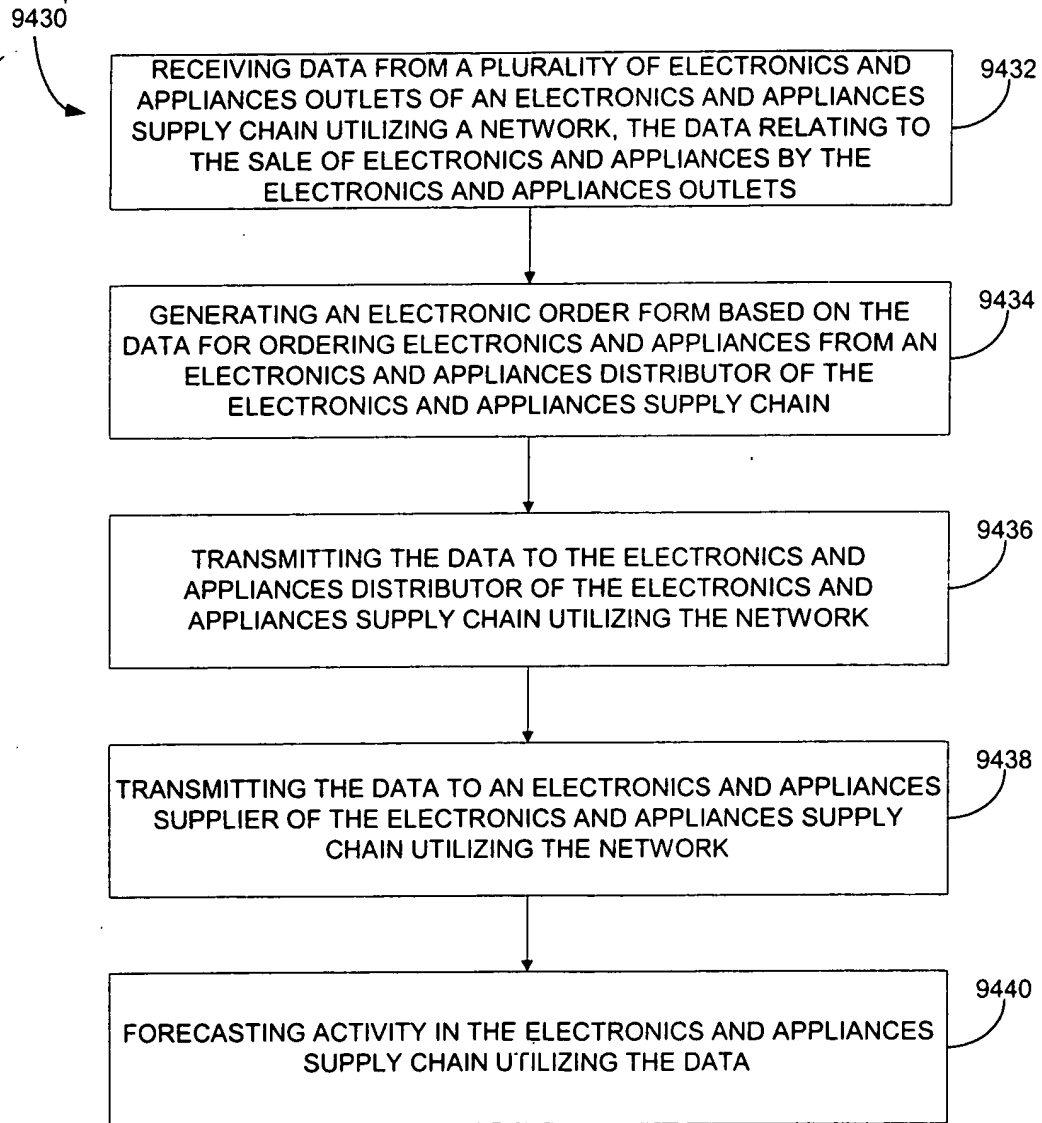 9430
RECEIVING DATA FROM A PLURALITY OF ELECTRONICS AND
APPLIANCES OUTLETS OF AN ELECTRONICS AND APPLIANCES
SUPPLY CHAIN UTILIZING A NETWORK, THE DATA RELATING TO
THE SALE OF ELECTRONICS AND APPLIANCES BY THE
ELECTRONICS AND APPLIANCES OUTLETS
9432
GENERATING AN ELECTRONIC ORDER FORM BASED ON THE
DATA FOR ORDERING ELECTRONICS AND APPLIANCES FROM AN
ELECTRONICS AND APPLIANCES DISTRIBUTOR OF THE
ELECTRONICS AND APPLIANCES SUPPLY CHAIN
9434
TRANSMITTING THE DATA TO THE ELECTRONICS AND
APPLIANCES DISTRIBUTOR OF THE ELECTRONICS AND
APPLIANCES SUPPLY CHAIN UTILIZING THE NETWORK
9436
TRANSMITTING THE DATA TO AN ELECTRONICS AND APPLIANCES
SUPPLIER OF THE ELECTRONICS AND APPLIANCES SUPPLY
CHAIN UTILIZING THE NETWORK
9438
FORECASTING ACTIVITY IN THE ELECTRONICS AND APPLIANCES
SUPPLY CHAIN UTILIZING THE DATA
9440